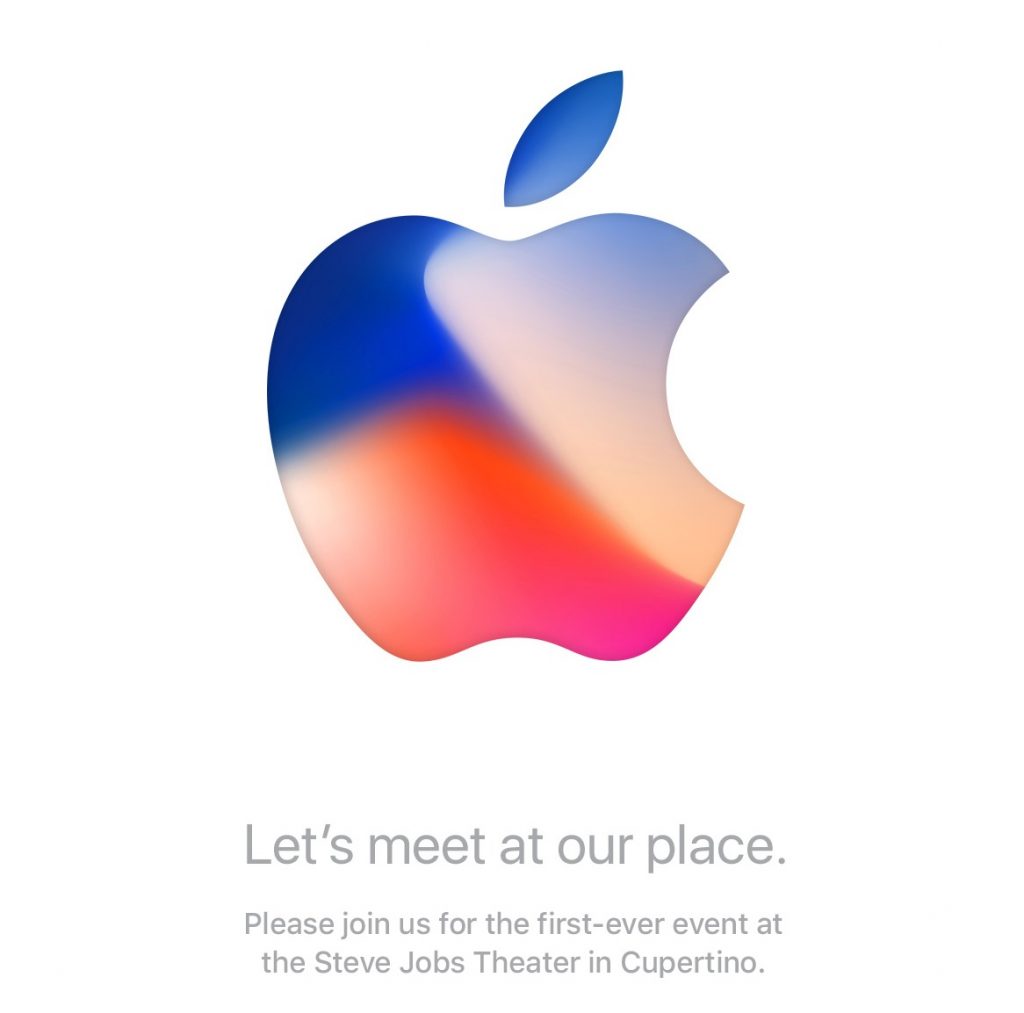 Let’s meet at our place.
Please join us for the first-ever event at
the Steve Jobs Theater in Cupertino.